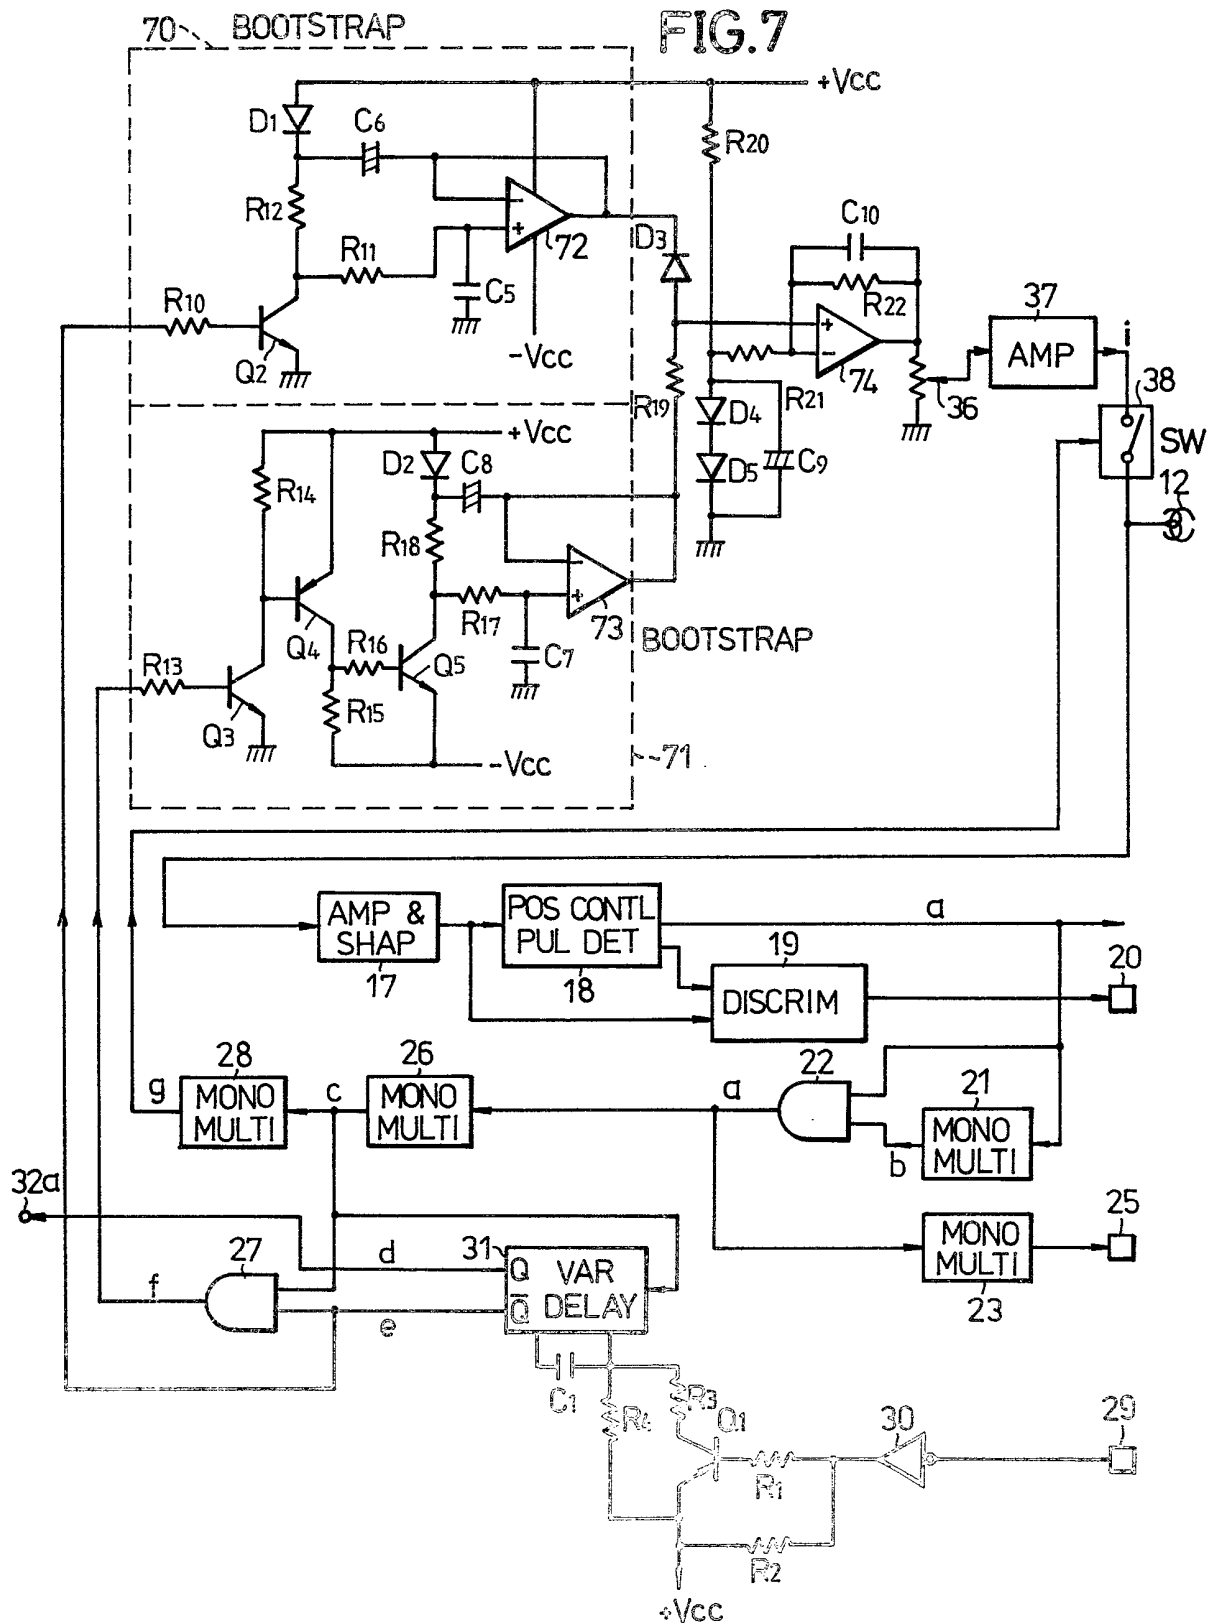 FIG.7
70 BOOTSTRAP
+Vcc
D1
C6
R20
R12
72
R11
D3
C10
R10
C5
R22
37
Q2
-Vcc
74
AMP
i
36
38
R19
D4
R21
SW
+Vcc
D2
C8
D5
C9
12
R14
R18
R17
73
BOOTSTRAP
Q4
R16
C7
R13
Q5
Q3
R15
-Vcc
71
AMP &
SHAP
17
POS CONTL
PUL DET
18
a
19
DISCRIM
20
28
26
22
21
g
MONO
MULTI
c
MONO
MULTI
a
MONO
MULTI
b
32a
25
27
d
31
Q
VAR
DELAY
Q̅
MONO
MULTI
23
f
e
C1
R3
R4
Q1
30
29
R1
R2
+Vcc